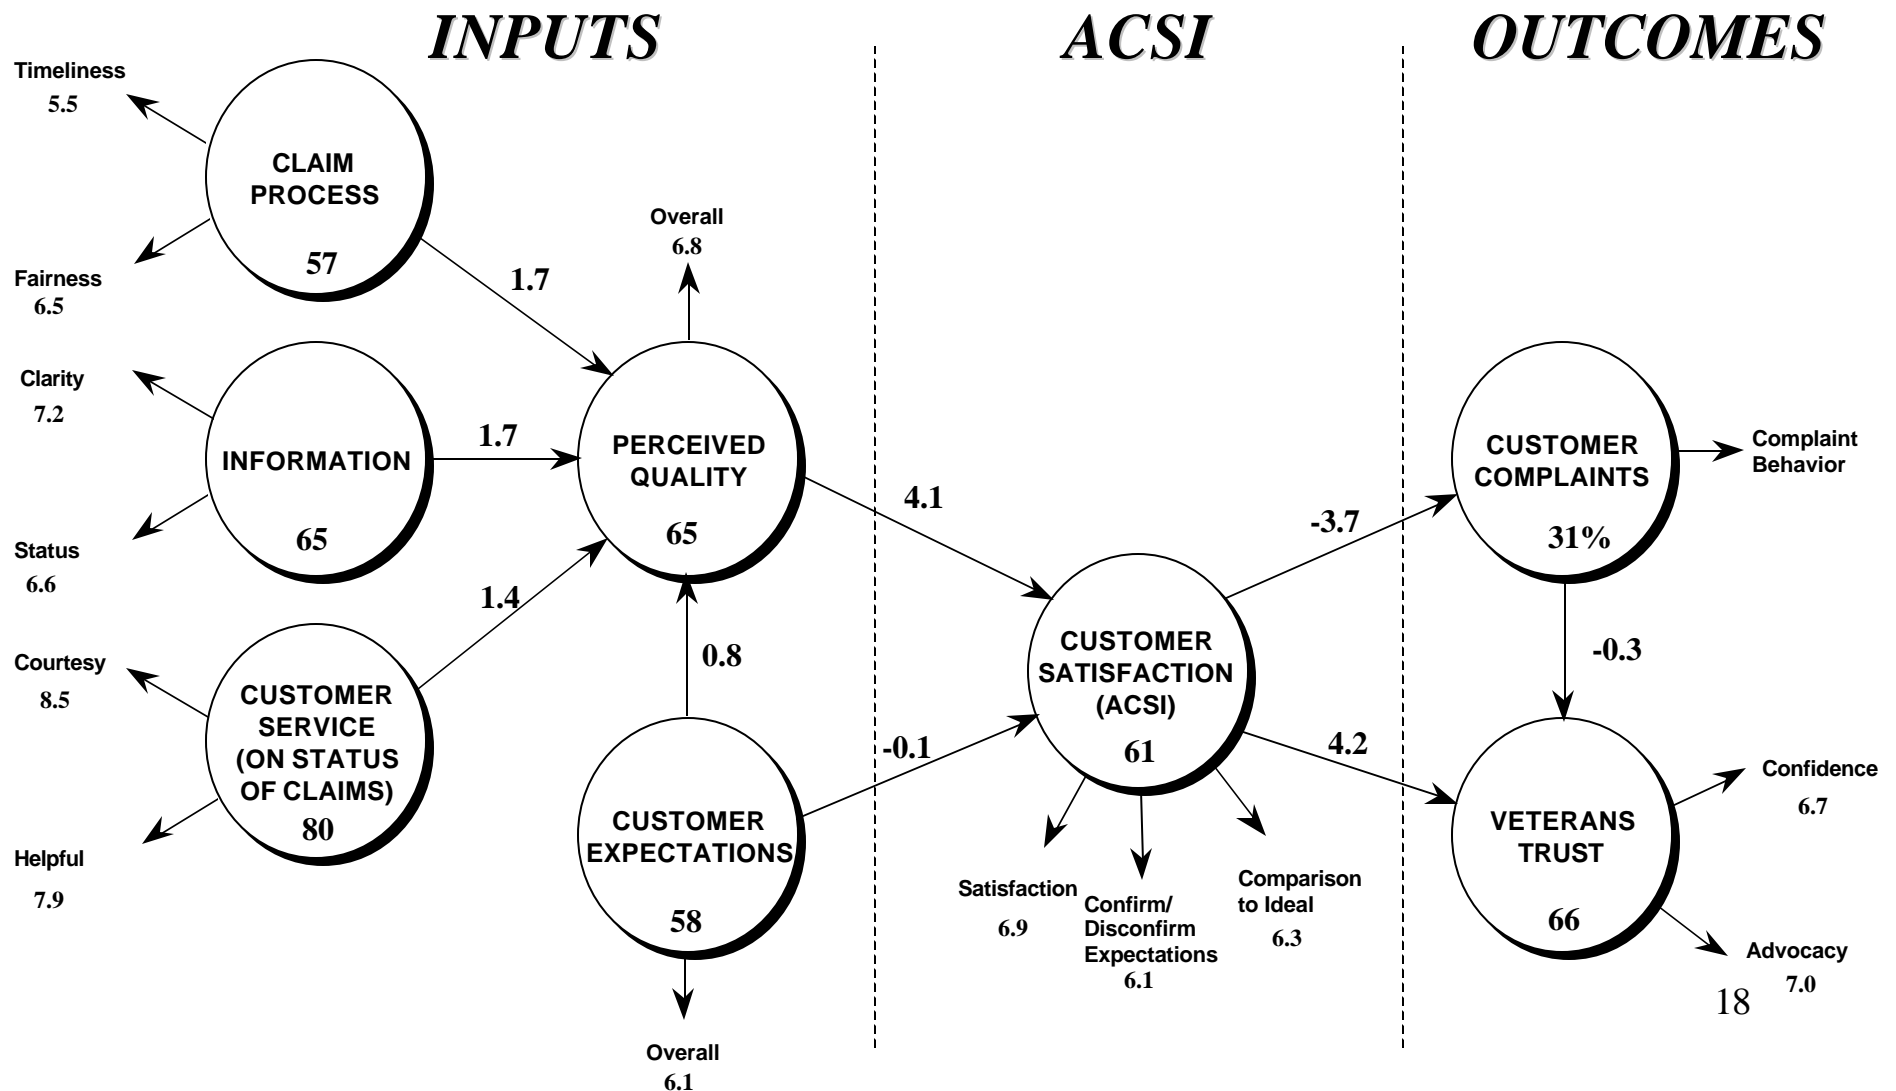 INPUTS
ACSI
OUTCOMES
Timeliness
5.5
CLAIM
PROCESS
57
Fairness
6.5
1.7
Overall
6.8
Clarity
7.2
INFORMATION
65
Status
6.6
1.7
PERCEIVED
QUALITY
65
4.1
1.4
Courtesy
8.5
CUSTOMER
SERVICE
(ON STATUS
OF CLAIMS)
80
Helpful
7.9
0.8
CUSTOMER
EXPECTATIONS
58
Overall
6.1
-0.1
CUSTOMER
SATISFACTION
(ACSI)
61
Satisfaction
6.9
Confirm/
Disconfirm
Expectations
6.1
Comparison
to Ideal
6.3
-3.7
4.2
CUSTOMER
COMPLAINTS
31%
Complaint
Behavior
-0.3
VETERANS
TRUST
66
Confidence
6.7
Advocacy
7.0
18